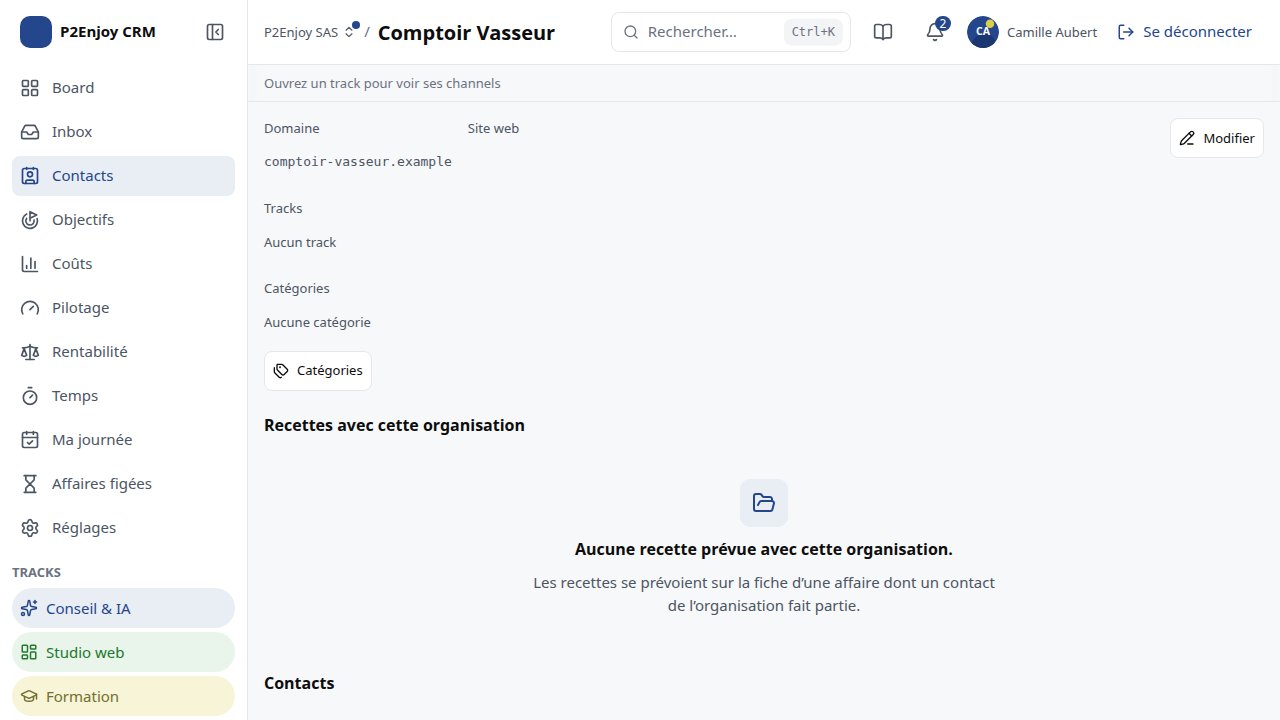 P2Enjoy CRM
Board
Inbox
Contacts
Objectifs
Coûts
Pilotage
Rentabilité
Temps
Ma journée
Affaires figées
Réglages
TRACKS
Conseil & IA
Studio web
Formation
P2Enjoy SAS / Comptoir Vasseur
Rechercher... Ctrl+K
2
CA Camille Aubert
Se déconnecter
Ouvrez un track pour voir ses channels
Domaine Site web
Modifier
comptoir-vasseur.example
Tracks
Aucun track
Catégories
Aucune catégorie
Catégories
Recettes avec cette organisation
Aucune recette prévue avec cette organisation.
Les recettes se prévoient sur la fiche d’une affaire dont un contact
de l’organisation fait partie.
Contacts